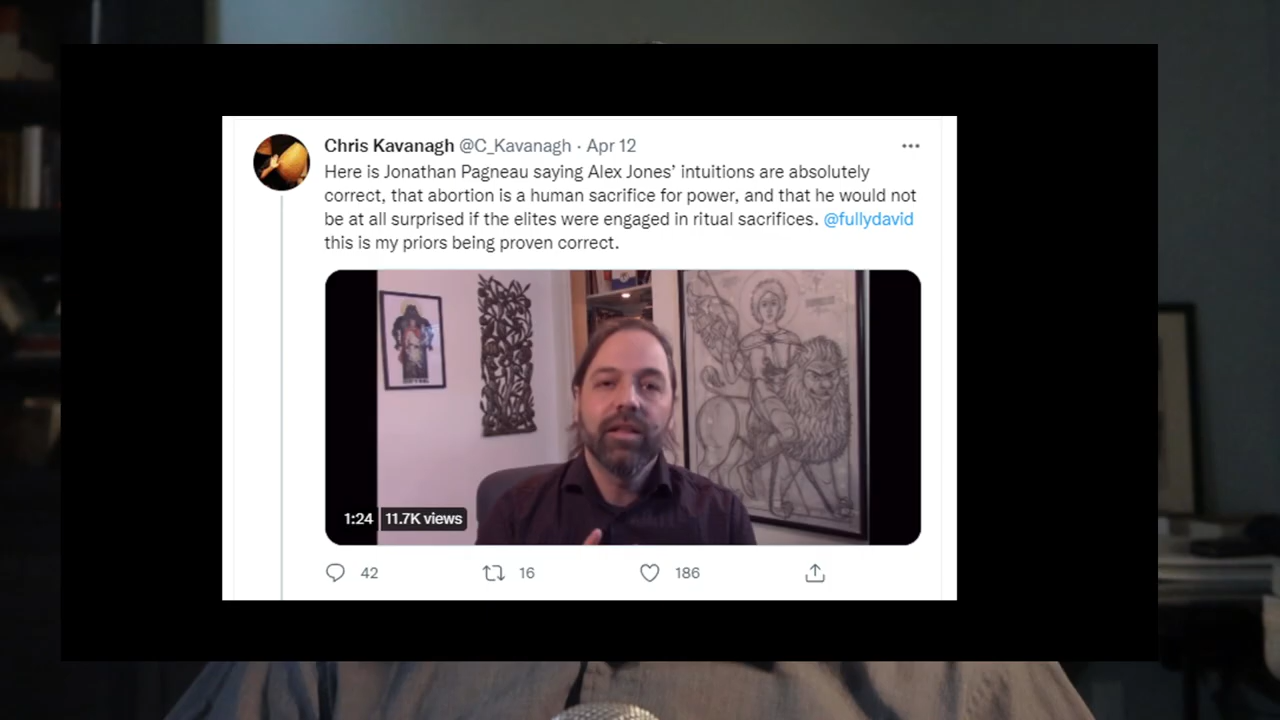 Chris Kavanagh @C_Kavanagh · Apr 12
Here is Jonathan Pagneau saying Alex Jones' intuitions are absolutely
correct, that abortion is a human sacrifice for power, and that he would not
be at all surprised if the elites were engaged in ritual sacrifices. @fullydavid
this is my priors being proven correct.
1:24 11.7K views
42 16 186